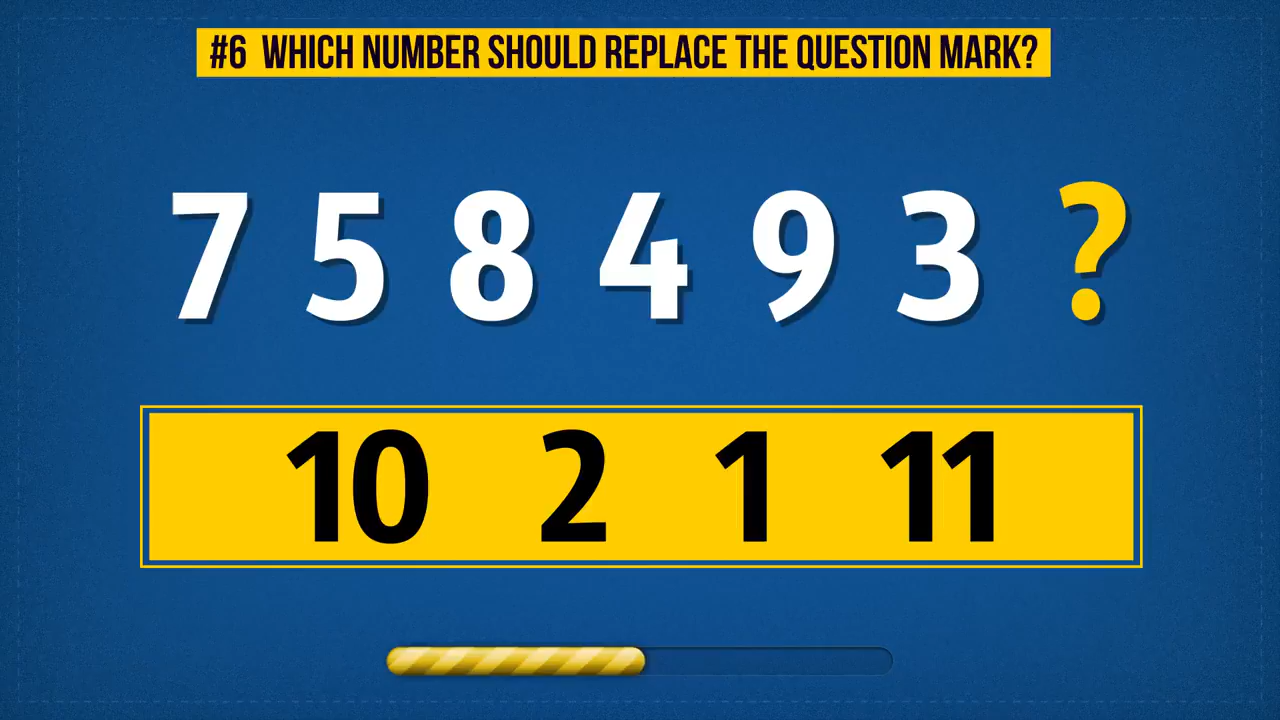 #6 WHICH NUMBER SHOULD REPLACE THE QUESTION MARK?
7 5 8 4 9 3 ?
10 2 1 11